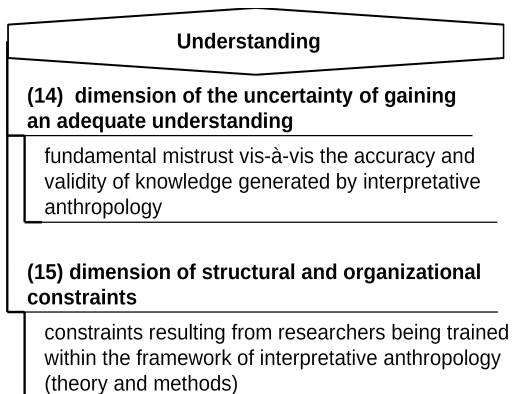 Understanding
(14)  dimension of the uncertainty of gaining
an adequate understanding
fundamental mistrust vis-à-vis the accuracy and
validity of knowledge generated by interpretative
anthropology
(15) dimension of structural and organizational
constraints
constraints resulting from researchers being trained
within the framework of interpretative anthropology
(theory and methods)